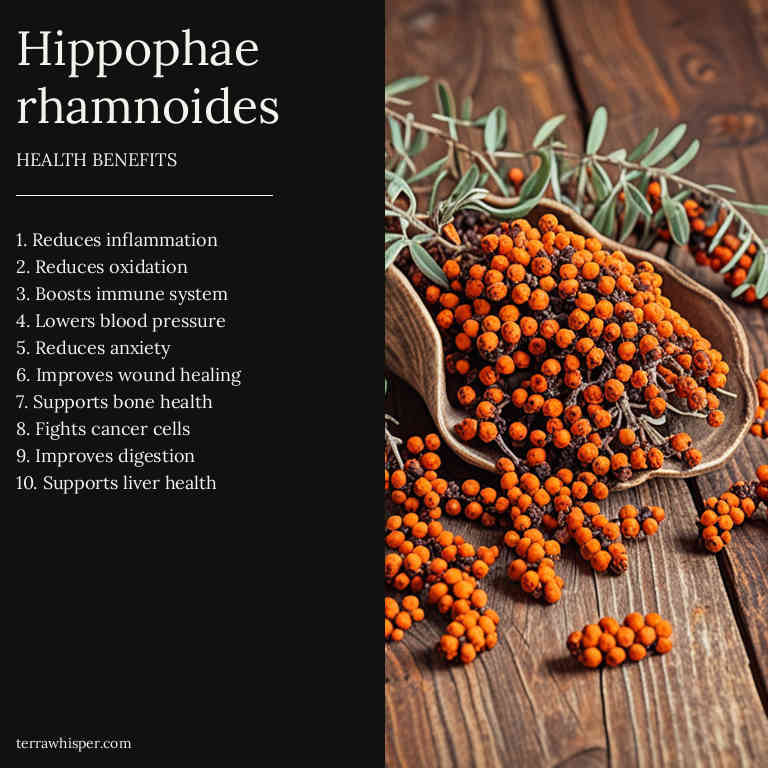 Hippophae
rhamnoides
HEALTH BENEFITS
1. Reduces inflammation
2. Reduces oxidation
3. Boosts immune system
4. Lowers blood pressure
5. Reduces anxiety
6. Improves wound healing
7. Supports bone health
8. Fights cancer cells
9. Improves digestion
10. Supports liver health
terrawhisper.com